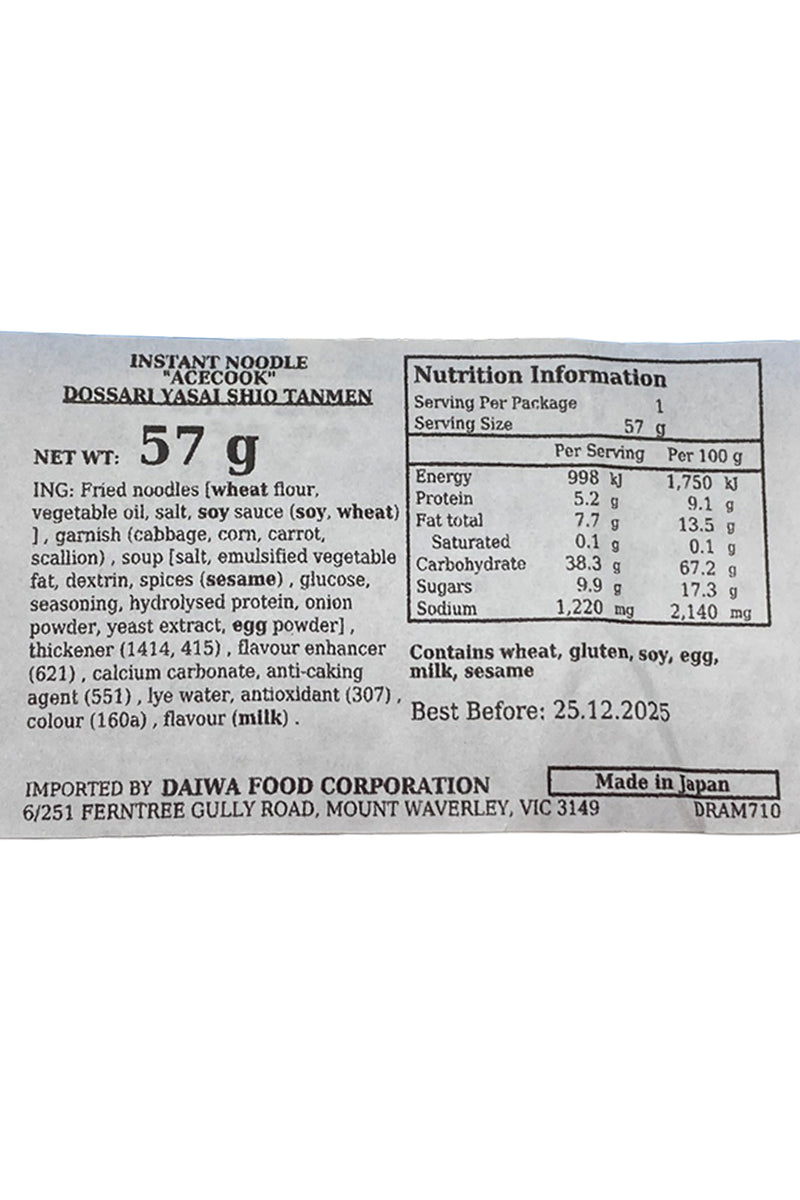 INSTANT NOODLE
"ACECOOK"
DOSSARI YASAI SHIO TANMEN
NET WT: 57 g
ING: Fried noodles [wheat flour,
vegetable oil, salt, soy sauce (soy, wheat)
] , garnish (cabbage, corn, carrot,
scallion) , soup [salt, emulsified vegetable
fat, dextrin, spices (sesame) , glucose,
seasoning, hydrolysed protein, onion
powder, yeast extract, egg powder] ,
thickener (1414, 415) , flavour enhancer
(621) , calcium carbonate, anti-caking
agent (551) , lye water, antioxidant (307) ,
colour (160a) , flavour (milk) .
Nutrition Information
Serving Per Package 1
Serving Size 57 g
Per Serving Per 100 g
Energy 998 kJ 1,750 kJ
Protein 5.2 g 9.1 g
Fat total 7.7 g 13.5 g
Saturated 0.1 g 0.1 g
Carbohydrate 38.3 g 67.2 g
Sugars 9.9 g 17.3 g
Sodium 1,220 mg 2,140 mg
Contains wheat, gluten, soy, egg,
milk, sesame
Best Before: 25.12.2025
IMPORTED BY DAIWA FOOD CORPORATION
6/251 FERNTREE GULLY ROAD, MOUNT WAVERLEY, VIC 3149
Made in Japan
DRAM710